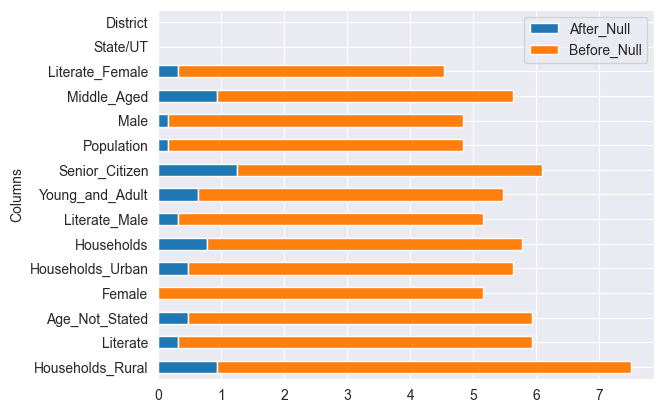 District
State/UT
Literate_Female
Middle_Aged
Male
Population
Senior_Citizen
Young_and_Adult
Literate_Male
Households
Households_Urban
Female
Age_Not_Stated
Literate
Households_Rural
Columns
After_Null
Before_Null
0 1 2 3 4 5 6 7